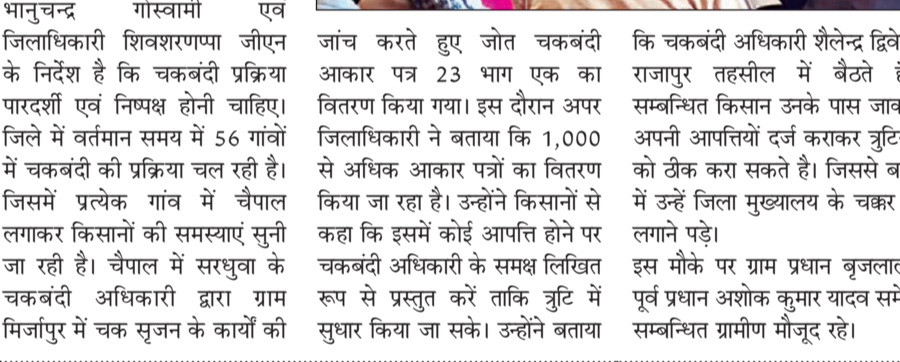 भानुचन्द्र गोस्वामी एवं
जिलाधिकारी शिवशरणप्पा जीएन
के निर्देश है कि चकबंदी प्रक्रिया
पारदर्शी एवं निष्पक्ष होनी चाहिए।
जिले में वर्तमान समय में 56 गांवों
में चकबंदी की प्रक्रिया चल रही है।
जिसमें प्रत्येक गांव में चैपाल
लगाकर किसानों की समस्याएं सुनी
जा रही है। चैपाल में सरधुवा के
चकबंदी अधिकारी द्वारा ग्राम
मिर्जापुर में चक सृजन के कार्यों की
जांच करते हुए जोत चकबंदी
आकार पत्र 23 भाग एक का
वितरण किया गया। इस दौरान अपर
जिलाधिकारी ने बताया कि 1,000
से अधिक आकार पत्रों का वितरण
किया जा रहा है। उन्होंने किसानों से
कहा कि इसमें कोई आपत्ति होने पर
चकबंदी अधिकारी के समक्ष लिखित
रूप से प्रस्तुत करें ताकि त्रुटि में
सुधार किया जा सके। उन्होंने बताया
कि चकबंदी अधिकारी शैलेन्द्र
राजापुर तहसील में बैठते
सम्बन्धित किसान उनके पास
अपनी आपत्तियों दर्ज कराकर
को ठीक करा सकते है। जिससे
में उन्हें जिला मुख्यालय के चक्कर
लगाने पड़े।
इस मौके पर ग्राम प्रधान
पूर्व प्रधान अशोक कुमार यादव
सम्बन्धित ग्रामीण मौजूद रहे।